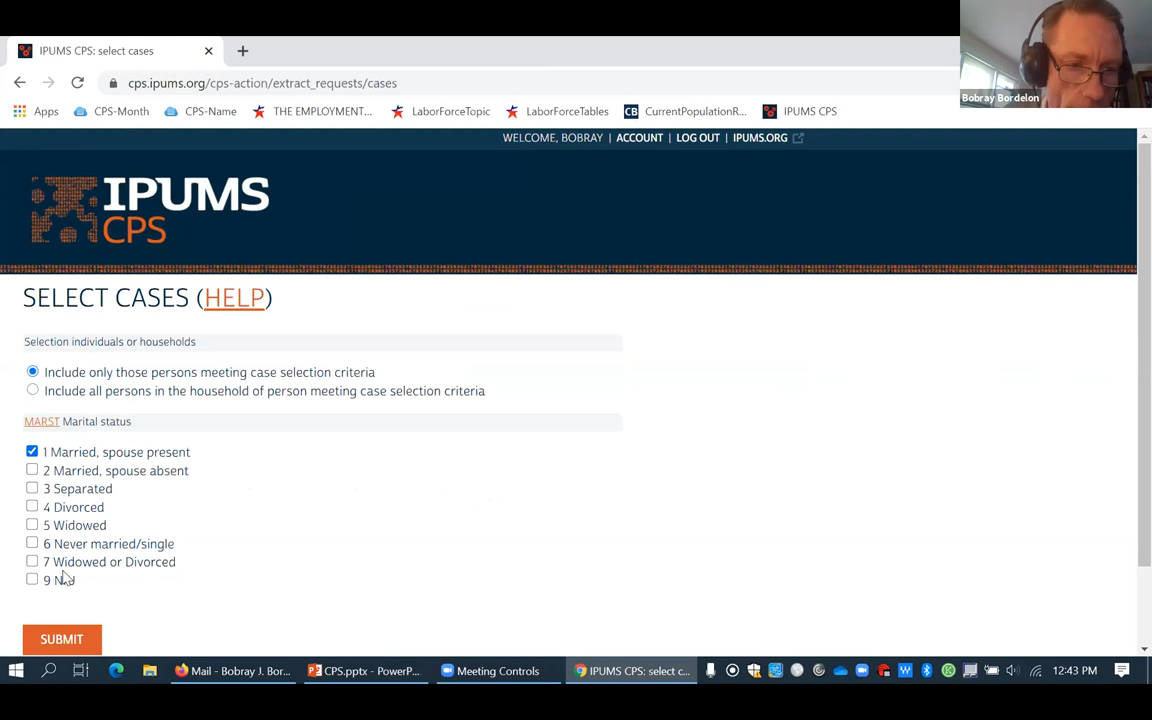 IPUMS CPS: select cases
cps.ipums.org/cps-action/extract_requests/cases
Bobray Bordelon
Apps CPS-Month CPS-Name THE EMPLOYMENT... LaborForceTopic LaborForceTables CB CurrentPopulationR... IPUMS CPS
WELCOME, BOBRAY | ACCOUNT | LOG OUT | IPUMS.ORG
IPUMS
CPS
SELECT CASES (HELP)
Selection individuals or households
Include only those persons meeting case selection criteria
Include all persons in the household of person meeting case selection criteria
MARST Marital status
1 Married, spouse present
2 Married, spouse absent
3 Separated
4 Divorced
5 Widowed
6 Never married/single
7 Widowed or Divorced
9
SUBMIT
Mail - Bobray J. Bor... CPS.pptx - PowerP... Meeting Controls IPUMS CPS: select c... 12:43 PM